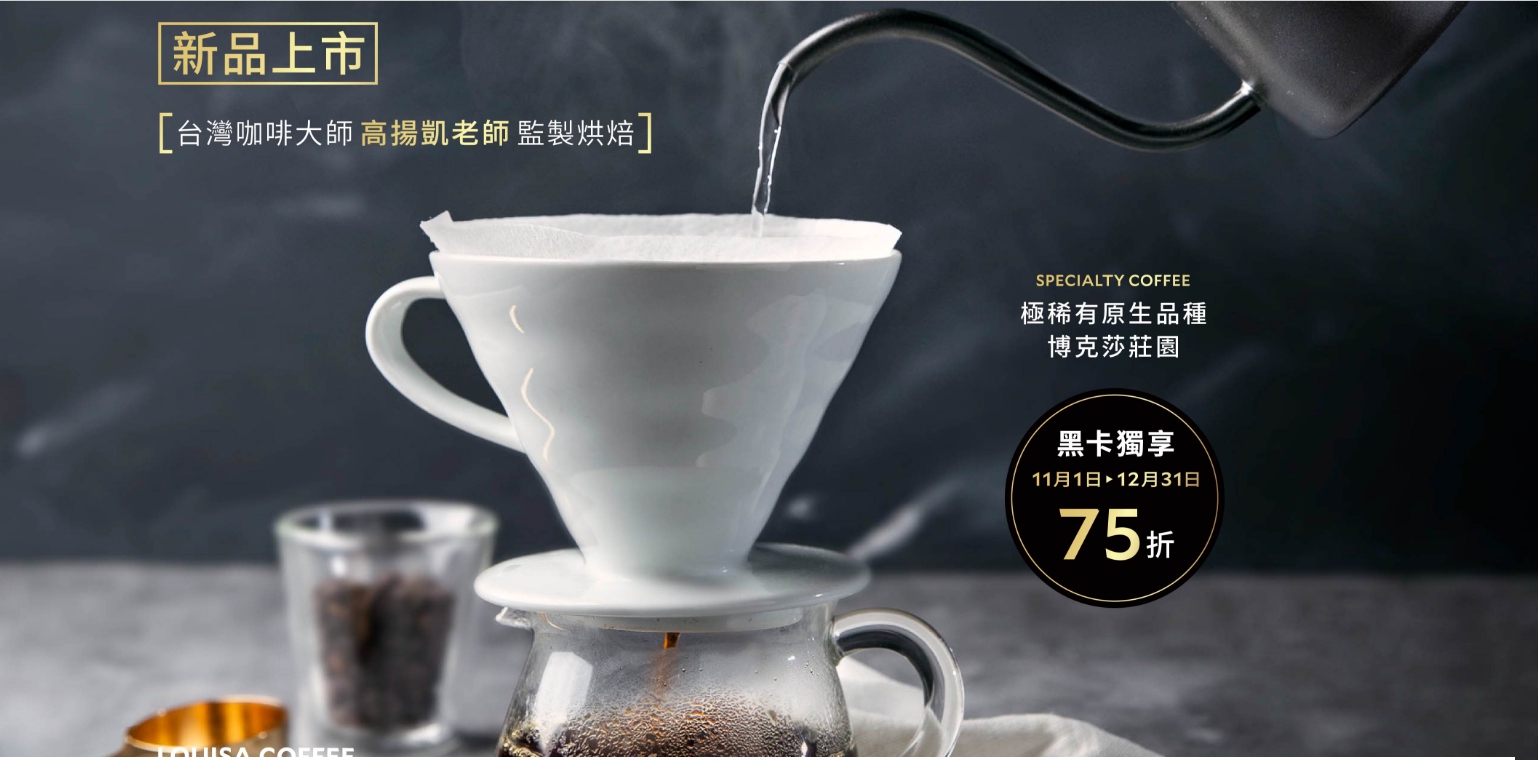 新品上市
[台灣咖啡大師 高揚凱老師 監製烘焙]
SPECIALTY COFFEE
極稀有原生品種
博克莎莊園
黑卡獨享
11月1日▸12月31日
75折
LOUISA COFFEE